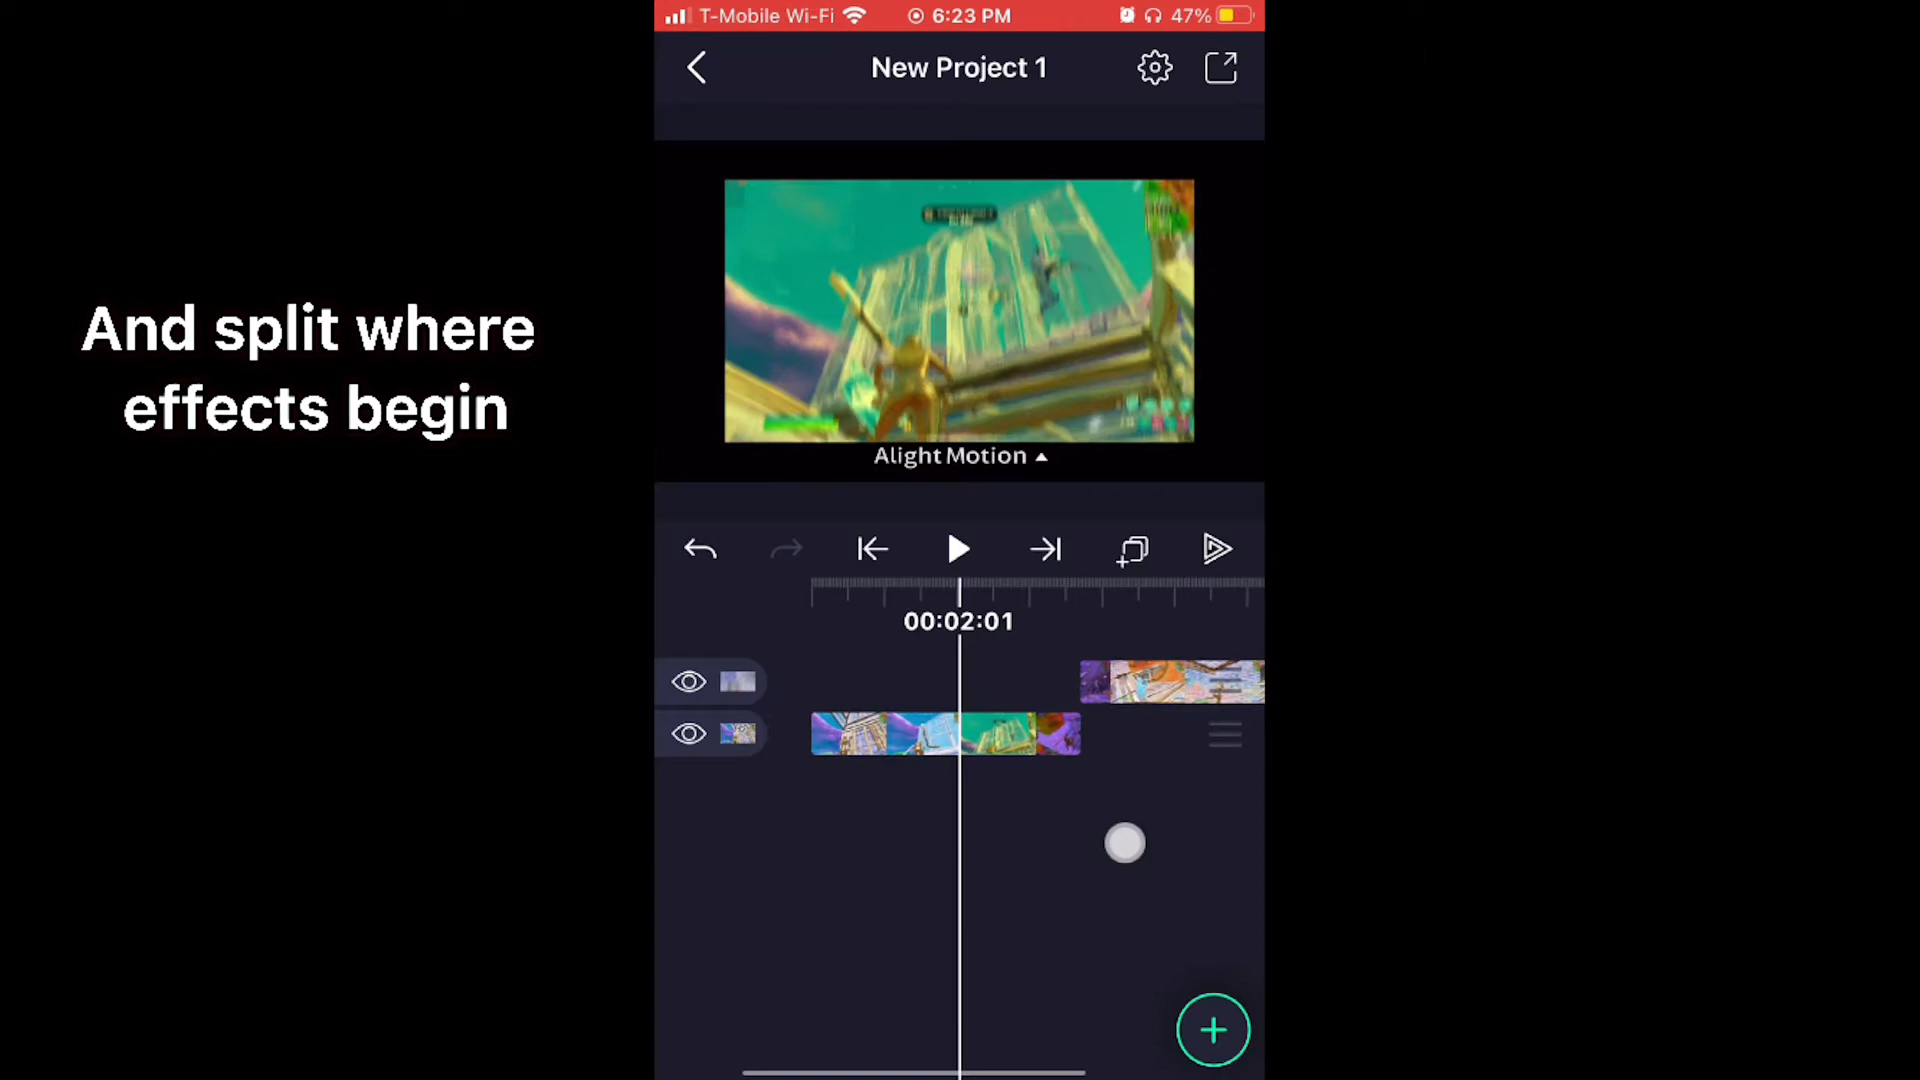 T-Mobile Wi-Fi 6:23 PM 47%
New Project 1
And split where
effects begin
Alight Motion
00:02:01